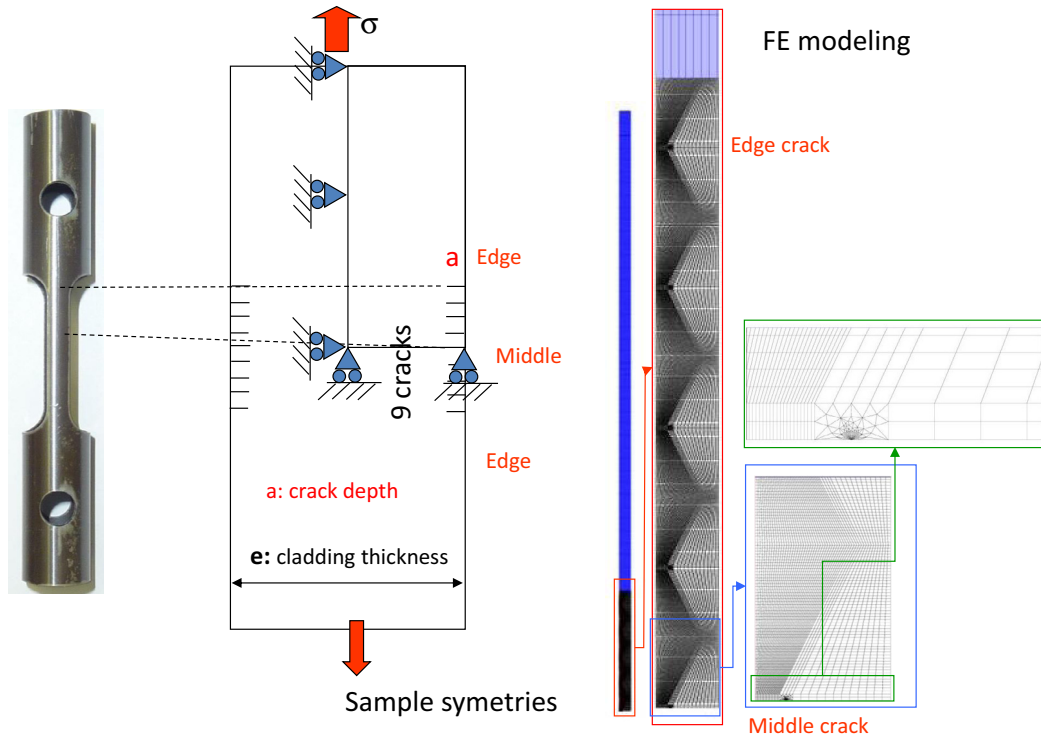 σ
FE modeling
Edge crack
a Edge
Middle
9 cracks
Edge
a: crack depth
e: cladding thickness
Sample symetries
Middle crack